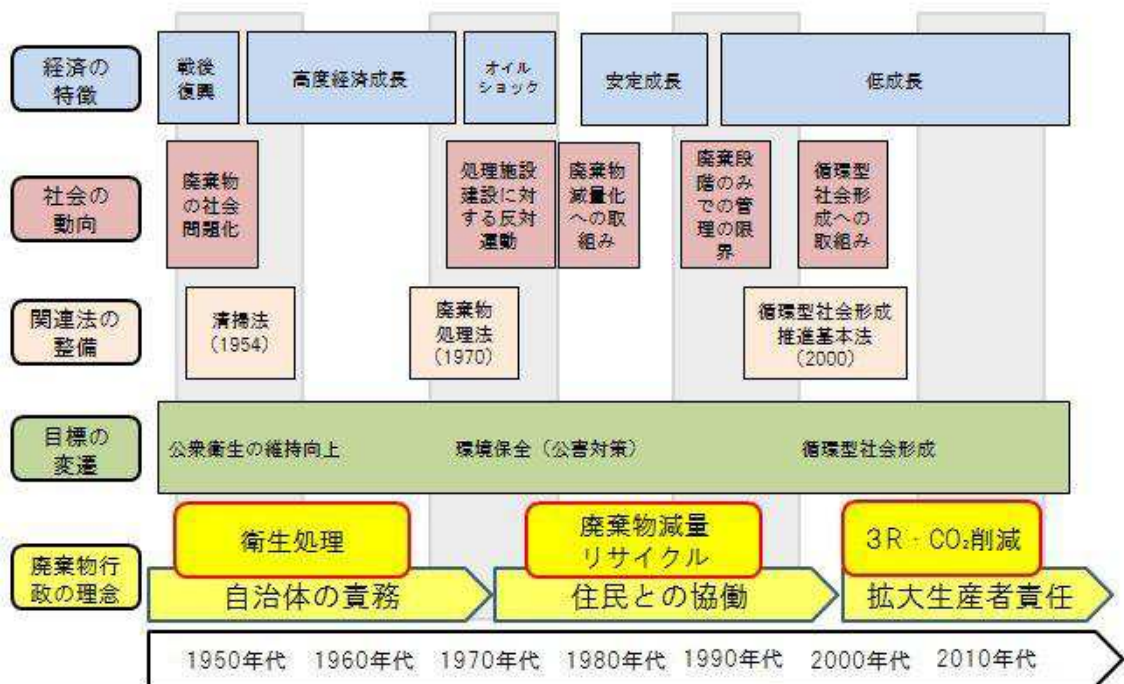 経済の
特徴
戦後
復興
高度経済成長
オイル
ショック
安定成長
低成長
社会の
動向
廃棄物
の社会
問題化
処理施設
建設に対
する反対
運動
廃棄物
減量化
への取
組み
廃棄段
階のみ
での管
理の限
界
循環型
社会形
成への
取組み
関連法の
整備
清掃法
(1954)
廃棄物
処理法
(1970)
循環型社会形成
推進基本法
(2000)
目標の
変遷
公衆衛生の維持向上
環境保全（公害対策）
循環型社会形成
廃棄物行
政の理念
衛生処理
廃棄物減量
リサイクル
3R・CO₂削減
自治体の責務
住民との協働
拡大生産者責任
1950年代
1960年代
1970年代
1980年代
1990年代
2000年代
2010年代